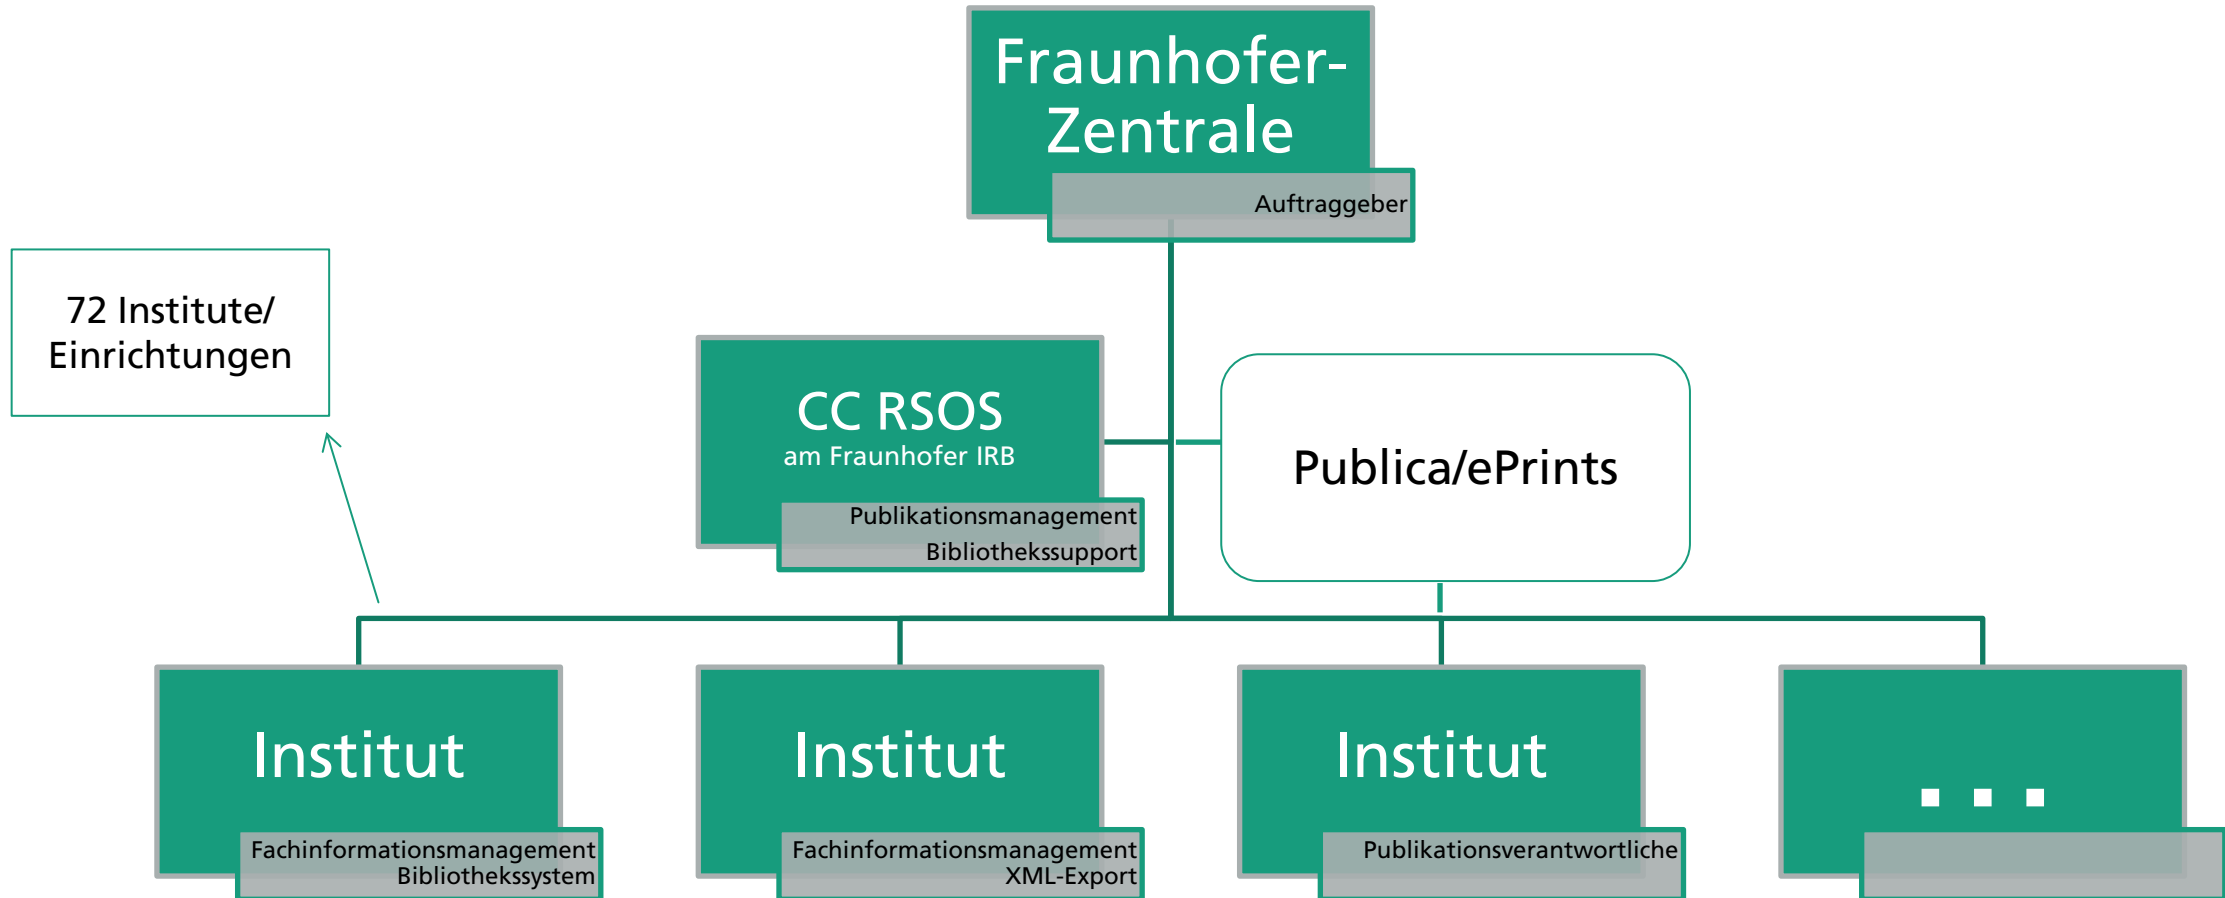 Fraunhofer-
Zentrale
Auftraggeber
72 Institute/
Einrichtungen
CC RSOS
am Fraunhofer IRB
Publikationsmanagement
Bibliothekssupport
Publica/ePrints
Institut
Fachinformationsmanagement
Bibliothekssystem
Institut
Fachinformationsmanagement
XML-Export
Institut
Publikationsverantwortliche
...